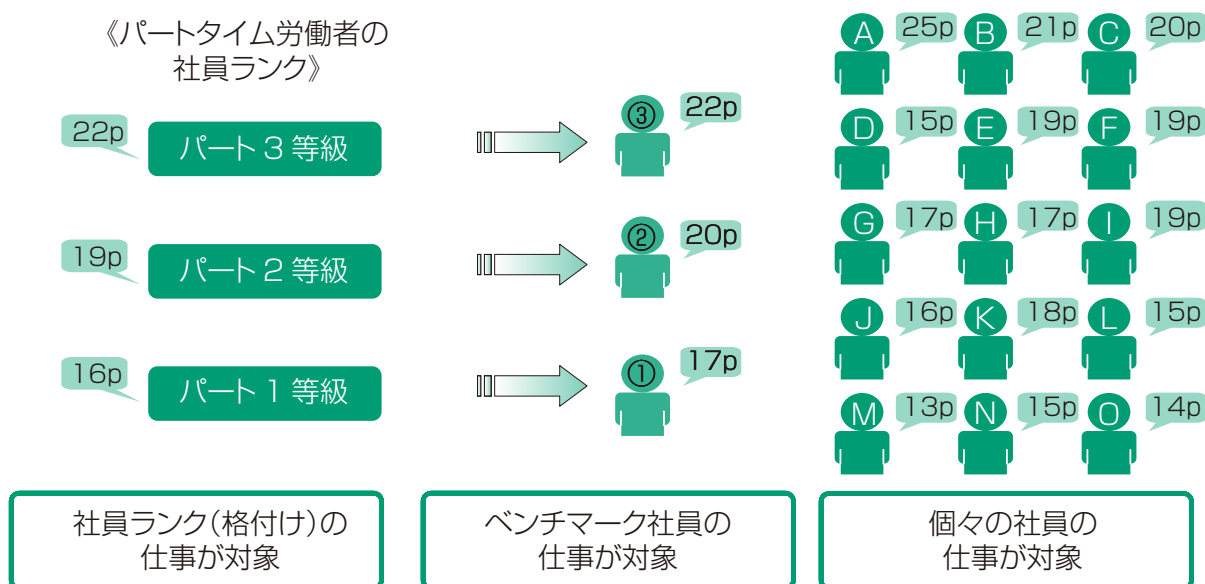 《パートタイム労働者の
社員ランク》
22p
パート 3 等級
19p
パート 2 等級
16p
パート 1 等級
③
22p
②
20p
①
17p
A 25p B 21p C 20p
D 15p E 19p F 19p
G 17p H 17p I 19p
J 16p K 18p L 15p
M 13p N 15p O 14p
社員ランク(格付け)の
仕事が対象
ベンチマーク社員の
仕事が対象
個々の社員の
仕事が対象